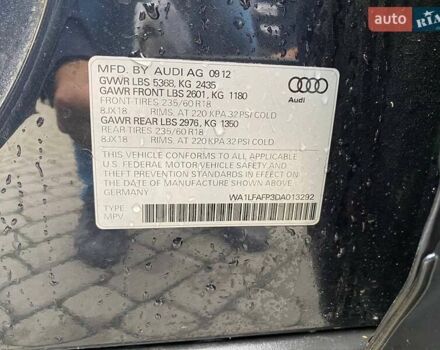 auto RIA
MFD. BY AUDI AG 09 12
GVWR LBS 5368, KG 2435
GAWR FRONT LBS 2601, KG 1180
FRONT TIRES 235/60 R18
8JX18 RIMS, AT 220 KPA 32 PSI COLD
GAWR REAR LBS 2976, KG 1350
REAR TIRES 235/60 R18
8JX18 RIMS, AT 220 KPA 32 PSI COLD
Audi
THIS VEHICLE CONFORMS TO ALL APPLICABLE
U.S. FEDERAL MOTOR VEHICLE SAFETY AND
THEFT PREVENTION STANDARDS IN EFFECT ON
THE DATE OF MANUFACTURE SHOWN ABOVE.
GERMANY
WA1LFAFP3DA013292
TYPE:
MPV